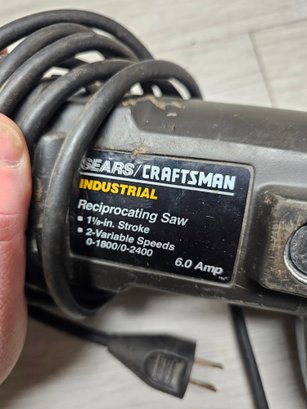 SEARS/CRAFTSMAN
INDUSTRIAL
Reciprocating Saw
■ 1⅛-in. Stroke
■ 2-Variable Speeds
0-1800/0-2400
6.0 Amp